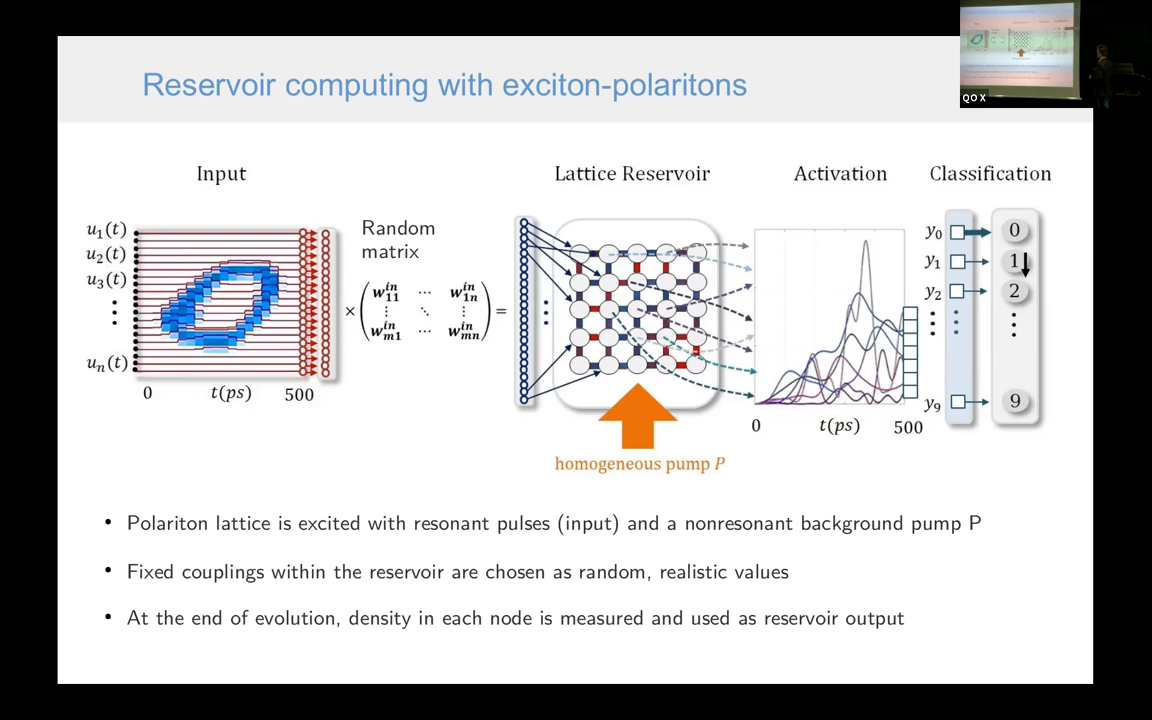 Reservoir computing with exciton-polaritons
QOX
Input
Lattice Reservoir
Activation
Classification
u₁(t)
u₂(t)
u₃(t)
⋮
uₙ(t)
0
t(ps)
500
Random
matrix
×
w₁₁ⁱⁿ ⋯ w₁ₙⁱⁿ
⋮ ⋱ ⋮
wₘ₁ⁱⁿ ⋯ wₘₙⁱⁿ
=
⋮
homogeneous pump P
0
t(ps)
500
y₀
y₁
y₂
⋮
y₉
0
1
2
⋮
9
• Polariton lattice is excited with resonant pulses (input) and a nonresonant background pump P
• Fixed couplings within the reservoir are chosen as random, realistic values
• At the end of evolution, density in each node is measured and used as reservoir output